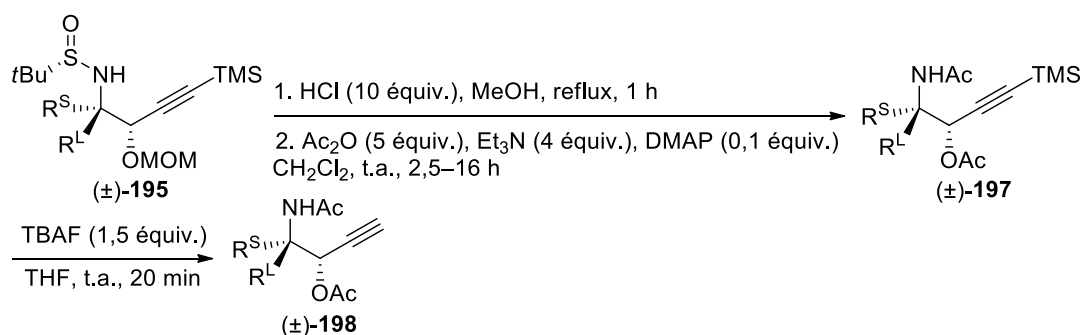 O
S
tBu
NH
TMS
R^S
R^L
OMOM
(±)-195
1. HCl (10 équiv.), MeOH, reflux, 1 h
2. Ac₂O (5 équiv.), Et₃N (4 équiv.), DMAP (0,1 équiv.)
CH₂Cl₂, t.a., 2,5–16 h
NHAc
TMS
R^S
R^L
OAc
(±)-197
TBAF (1,5 équiv.)
THF, t.a., 20 min
NHAc
R^S
R^L
OAc
(±)-198